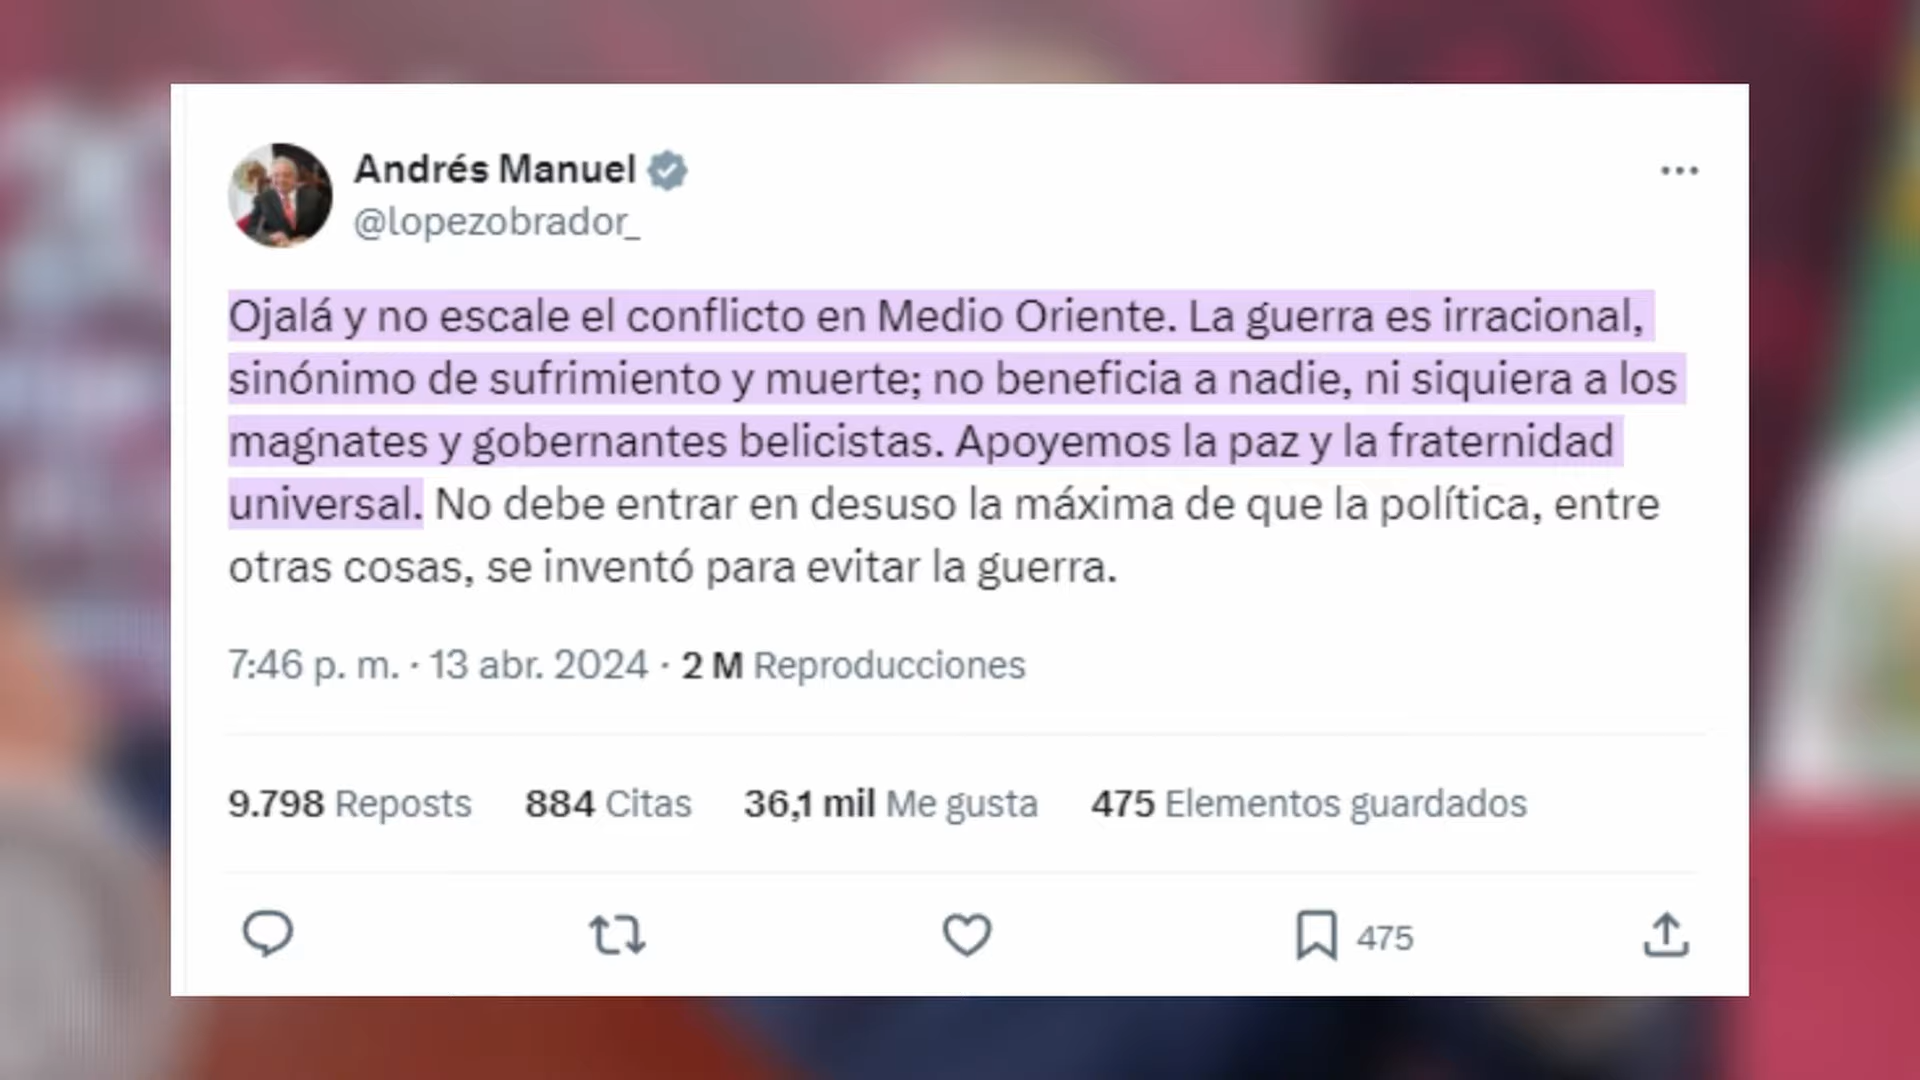 Andrés Manuel
@lopezobrador_
Ojalá y no escale el conflicto en Medio Oriente. La guerra es irracional,
sinónimo de sufrimiento y muerte; no beneficia a nadie, ni siquiera a los
magnates y gobernantes belicistas. Apoyemos la paz y la fraternidad
universal. No debe entrar en desuso la máxima de que la política, entre
otras cosas, se inventó para evitar la guerra.
7:46 p. m. · 13 abr. 2024 · 2 M Reproducciones
9.798 Reposts 884 Citas 36,1 mil Me gusta 475 Elementos guardados
475